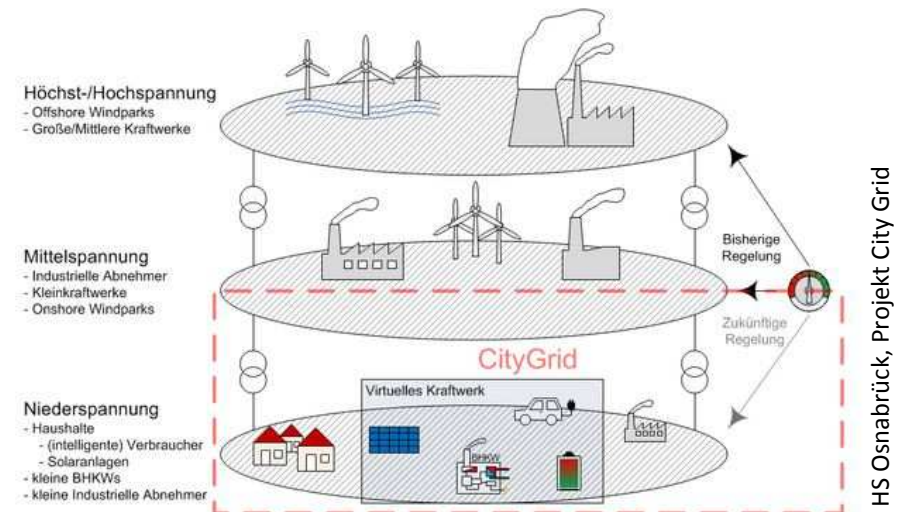 Höchst-/Hochspannung
- Offshore Windparks
- Große/Mittlere Kraftwerke
Mittelspannung
- Industrielle Abnehmer
- Kleinkraftwerke
- Onshore Windparks
Bisherige
Regelung
Zukünftige
Regelung
CityGrid
Virtuelles Kraftwerk
BHKW
Niederspannung
- Haushalte
- (intelligente) Verbraucher
- Solaranlagen
- kleine BHKWs
- kleine Industrielle Abnehmer
HS Osnabrück, Projekt City Grid